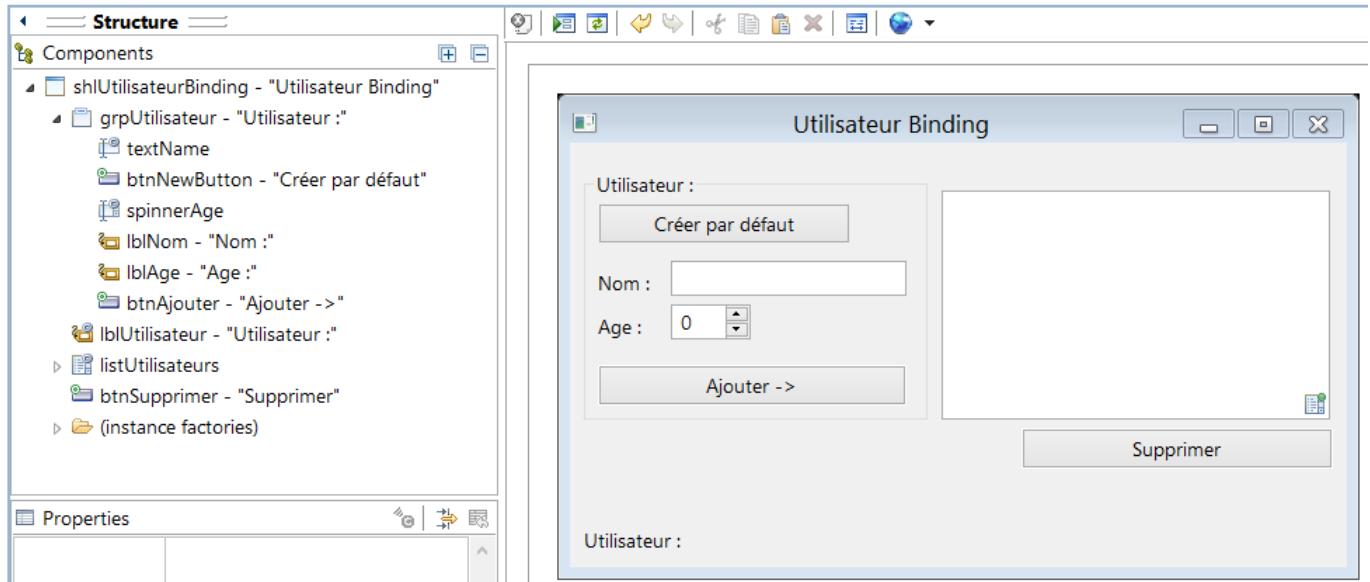 Structure
Components
shlUtilisateurBinding - "Utilisateur Binding"
grpUtilisateur - "Utilisateur :"
textName
btnNewButton - "Créer par défaut"
spinnerAge
lblNom - "Nom :"
lblAge - "Age :"
btnAjouter - "Ajouter ->"
lblUtilisateur - "Utilisateur :"
listUtilisateurs
btnSupprimer - "Supprimer"
(instance factories)
Properties
Utilisateur Binding
Utilisateur :
Créer par défaut
Nom :
Age :
0
Ajouter ->
Supprimer
Utilisateur :